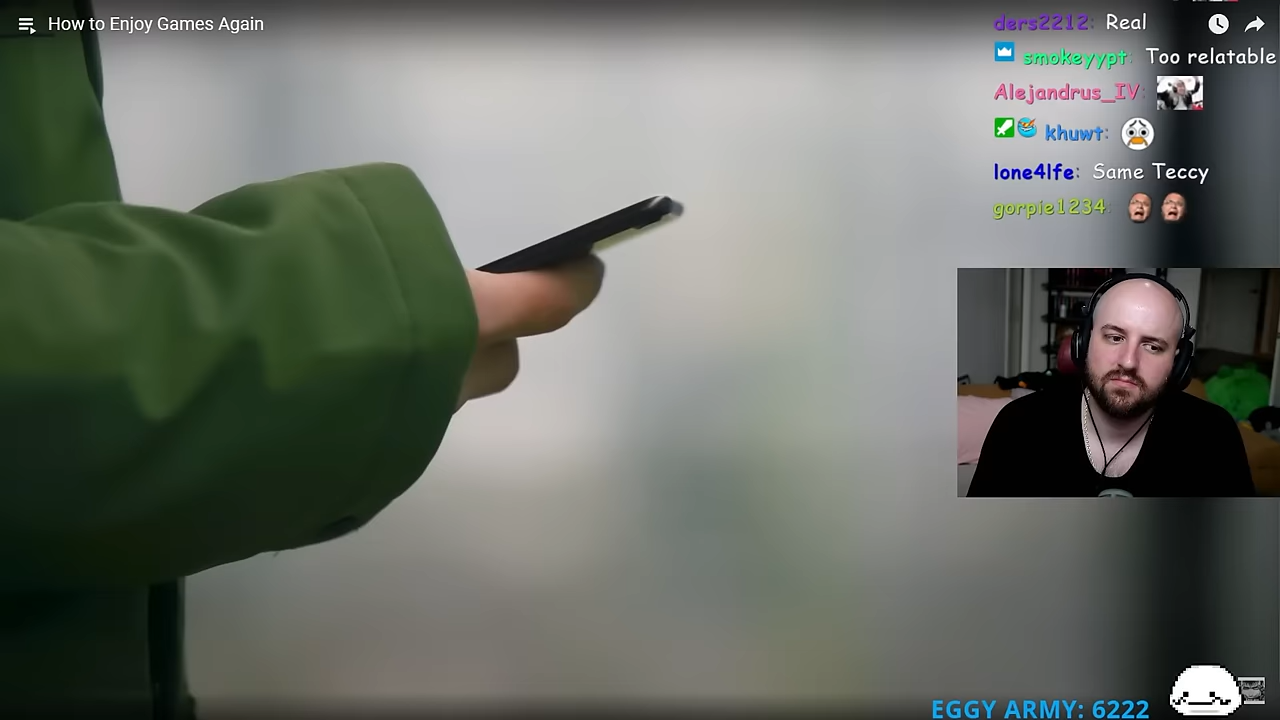 How to Enjoy Games Again
ders2212: Real
smokeyypt: Too relatable
Alejandrus_IV:
khuwt:
lone4lfe: Same Teccy
gorpie1234:
EGGY ARMY: 6222